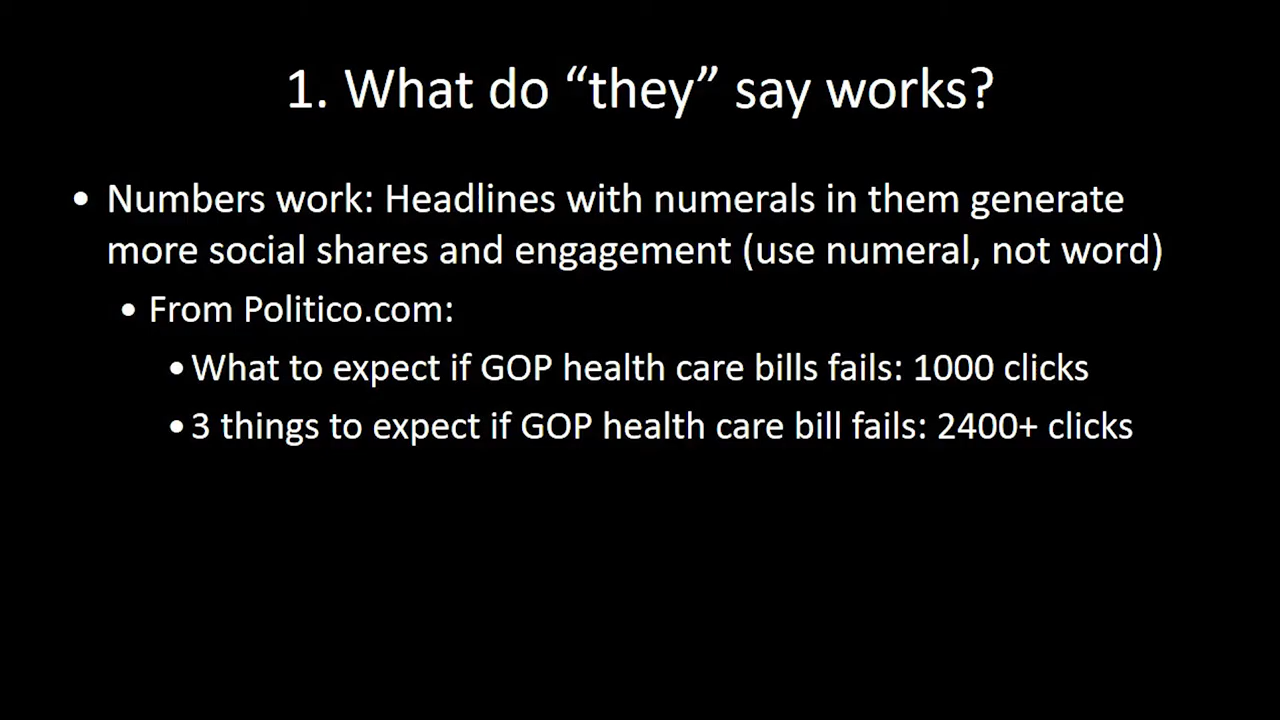 1. What do “they” say works?
• Numbers work: Headlines with numerals in them generate
more social shares and engagement (use numeral, not word)
• From Politico.com:
• What to expect if GOP health care bills fails: 1000 clicks
• 3 things to expect if GOP health care bill fails: 2400+ clicks